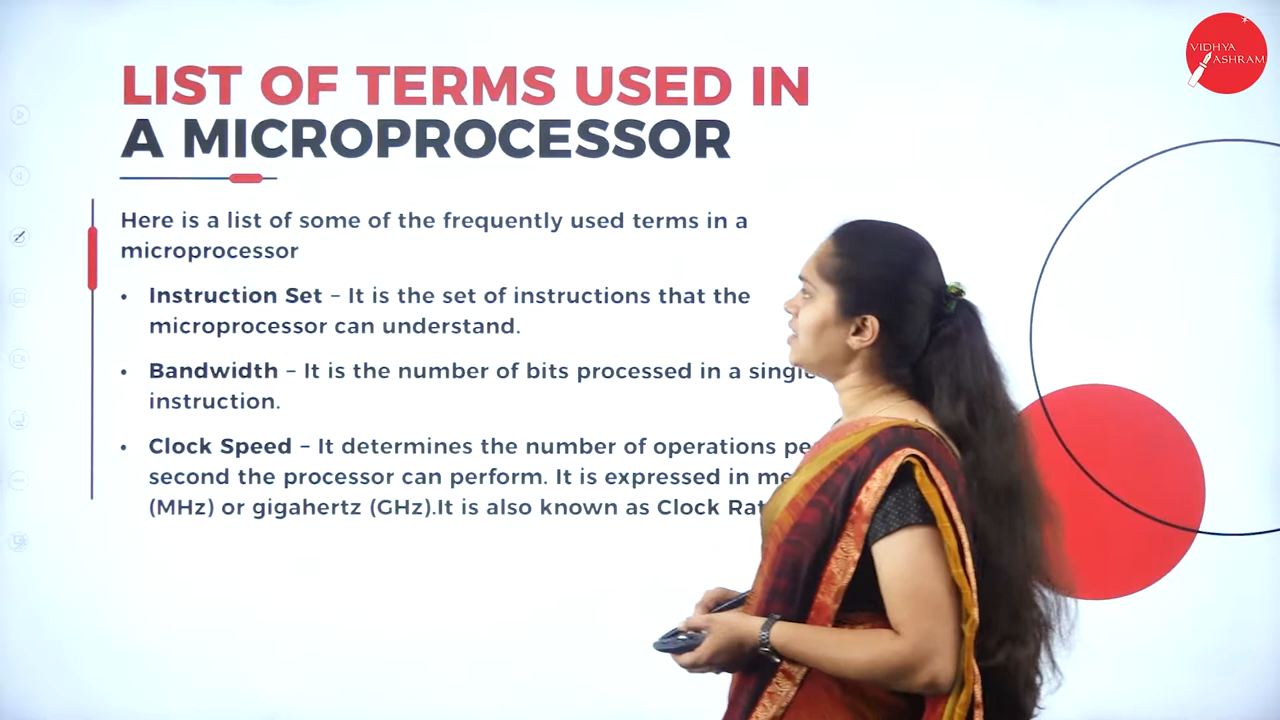 VIDHYA
ASHRAM
LIST OF TERMS USED IN
A MICROPROCESSOR
Here is a list of some of the frequently used terms in a
microprocessor
• Instruction Set – It is the set of instructions that the
microprocessor can understand.
• Bandwidth – It is the number of bits processed in a single
instruction.
• Clock Speed – It determines the number of operations
second the processor can perform. It is expressed in
(MHz) or gigahertz (GHz).It is also known as Clock